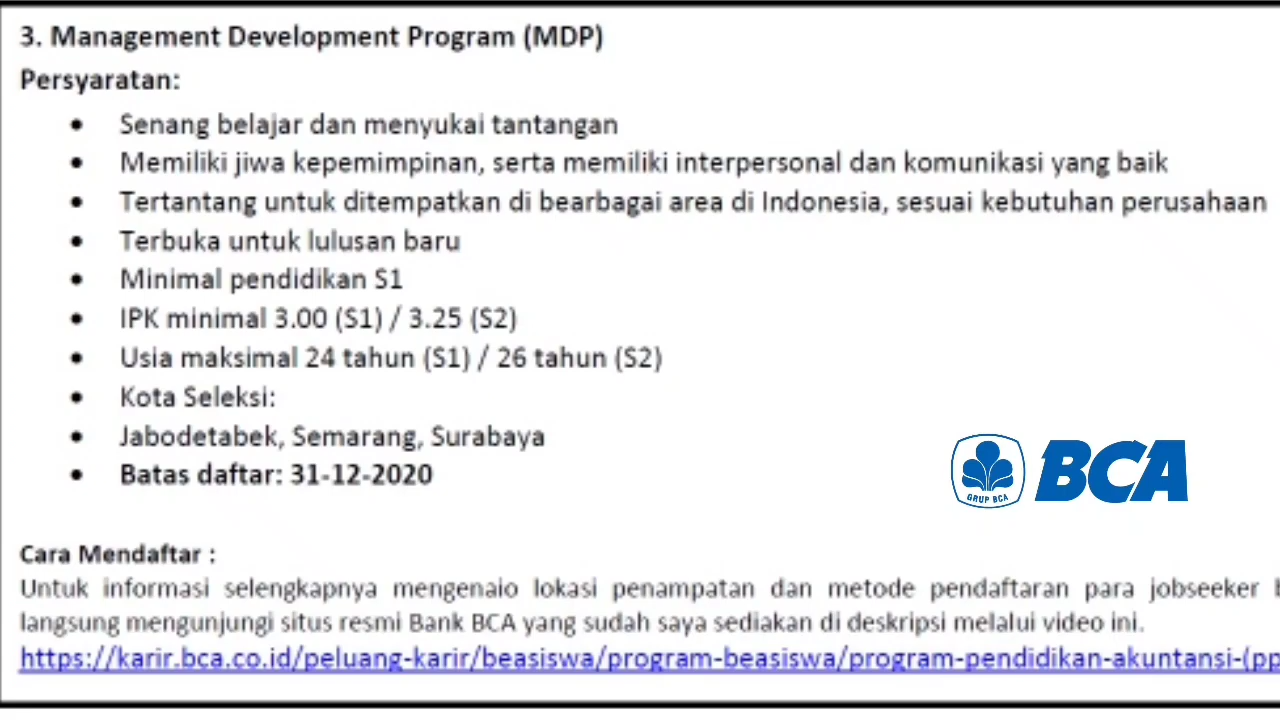 3. Management Development Program (MDP)
Persyaratan:
• Senang belajar dan menyukai tantangan
• Memiliki jiwa kepemimpinan, serta memiliki interpersonal dan komunikasi yang baik
• Tertantang untuk ditempatkan di bearbagai area di Indonesia, sesuai kebutuhan perusahaan
• Terbuka untuk lulusan baru
• Minimal pendidikan S1
• IPK minimal 3.00 (S1) / 3.25 (S2)
• Usia maksimal 24 tahun (S1) / 26 tahun (S2)
• Kota Seleksi:
• Jabodetabek, Semarang, Surabaya
• Batas daftar: 31-12-2020
GRUP BCA
BCA
Cara Mendaftar :
Untuk informasi selengkapnya mengenaio lokasi penampatan dan metode pendaftaran para jobseeker
langsung mengunjungi situs resmi Bank BCA yang sudah saya sediakan di deskripsi melalui video ini.
https://karir.bca.co.id/peluang-karir/beasiswa/program-beasiswa/program-pendidikan-akuntansi-(pp